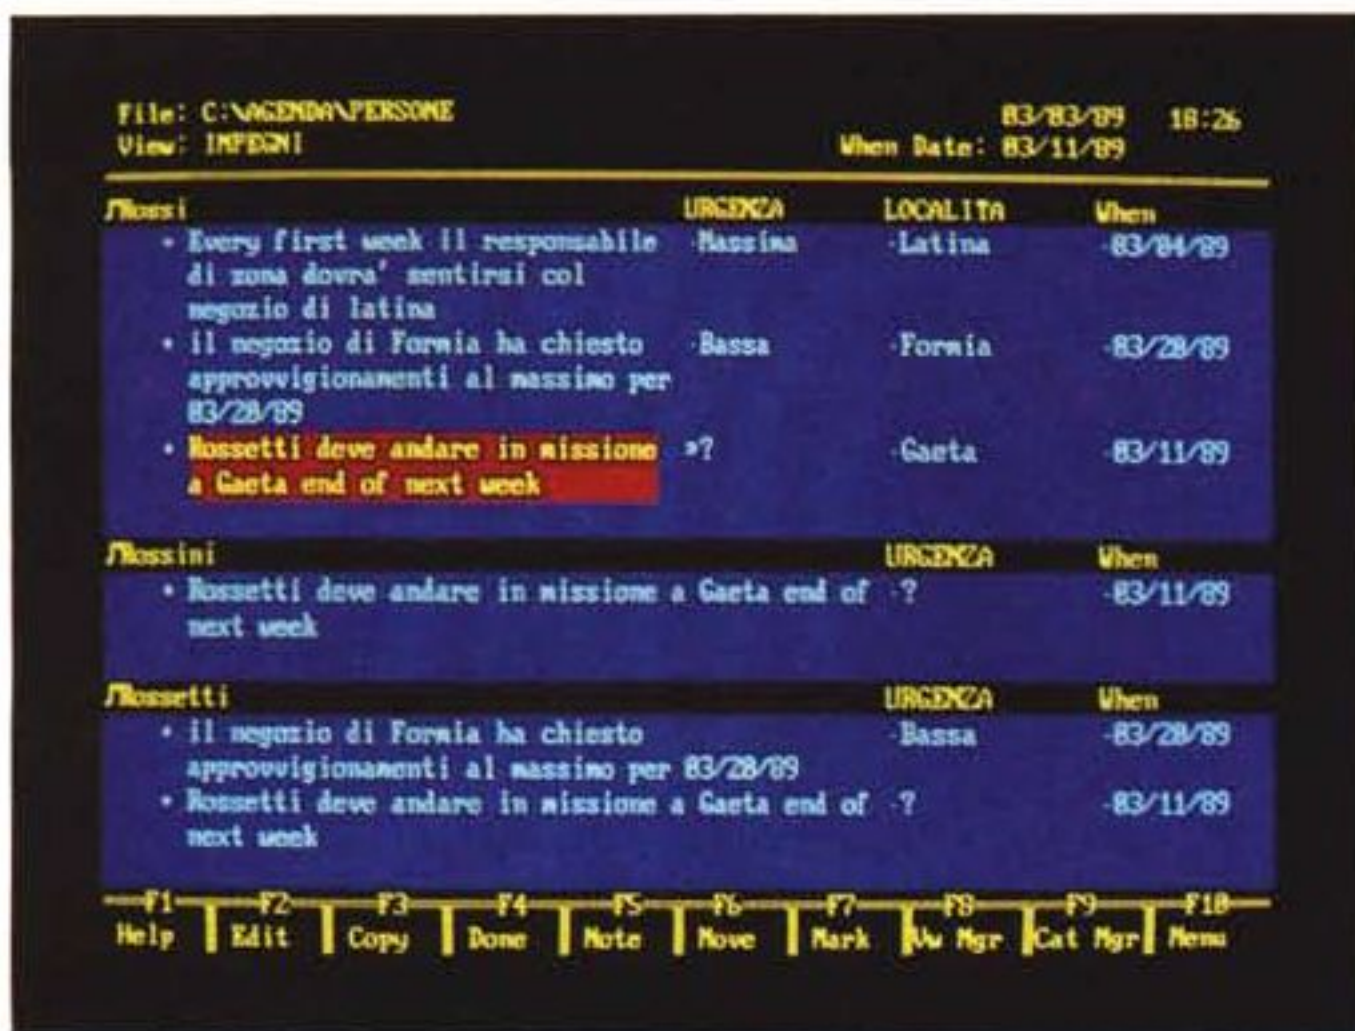 File: C:\AGENDA\PERSONE 03/03/89 18:26
View: IMPEGNI When Date: 03/11/89
♫Rossi URGENZA LOCALITA When
• Every first week il responsabile ·Massima ·Latina ·03/04/89
di zona dovra' sentirsi col
negozio di latina
• il negozio di Formia ha chiesto ·Bassa ·Formia ·03/28/89
approvvigionamenti al massimo per
03/28/89
• Rossetti deve andare in missione »? ·Gaeta ·03/11/89
a Gaeta end of next week
♫Rossini URGENZA When
• Rossetti deve andare in missione a Gaeta end of ·? ·03/11/89
next week
♫Rossetti URGENZA When
• il negozio di Formia ha chiesto ·Bassa ·03/28/89
approvvigionamenti al massimo per 03/28/89
• Rossetti deve andare in missione a Gaeta end of ·? ·03/11/89
next week
F1 F2 F3 F4 F5 F6 F7 F8 F9 F10
Help Edit Copy Done Note Move Mark Vw Mgr Cat Mgr Menu